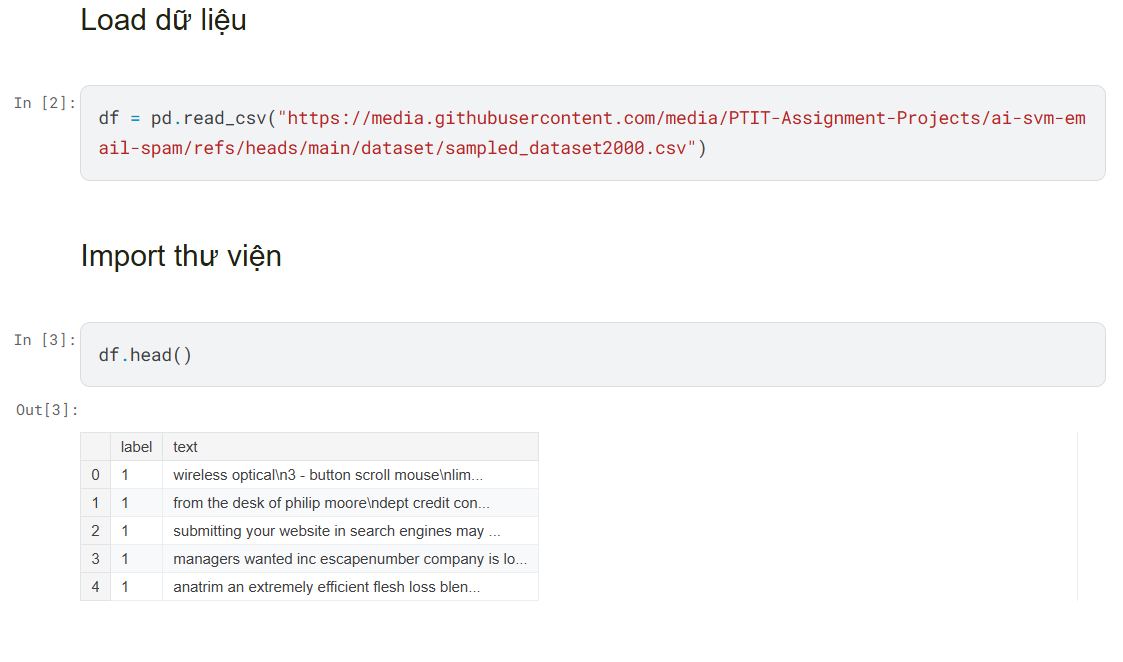 Load dữ liệu
In [2]:
df = pd.read_csv("https://media.githubusercontent.com/media/PTIT-Assignment-Projects/ai-svm-em
ail-spam/refs/heads/main/dataset/sampled_dataset2000.csv")
Import thư viện
In [3]:
df.head()
Out[3]:
label text
0 1 wireless optical\n3 - button scroll mouse\nlim...
1 1 from the desk of philip moore\ndept credit con...
2 1 submitting your website in search engines may ...
3 1 managers wanted inc escapenumber company is lo...
4 1 anatrim an extremely efficient flesh loss blen...